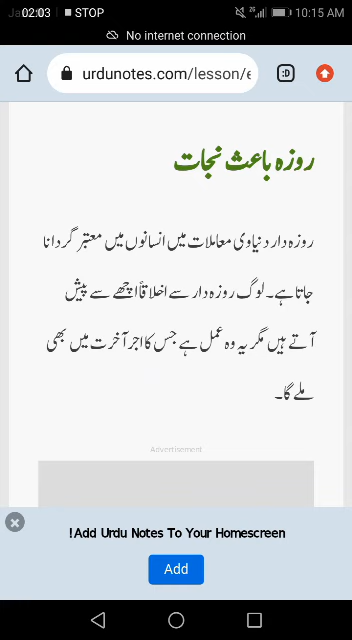 02:03 STOP 2G 10:15 AM
No internet connection
urdunotes.com/lesson/e :D
روزہ باعث نجات
روزہ دار دنیاوی معاملات میں انسانوں میں معتبر گردانا
جاتا ہے۔ لوگ روزہ دار سے اخلاقاً اچھے سے پیش
آتے ہیں مگر یہ وہ عمل ہے جس کا اجر آخرت میں بھی
ملے گا۔
Advertisement
!Add Urdu Notes To Your Homescreen
Add